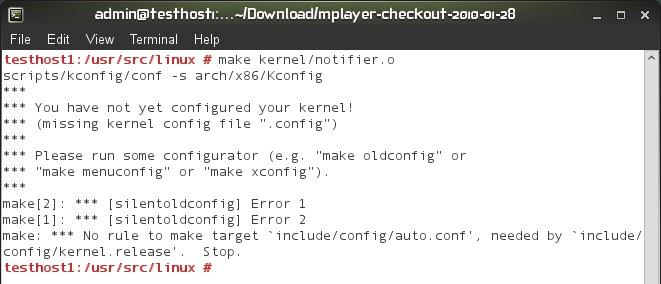 admin@testhost1:…~/Download/mplayer-checkout-2010-01-28
File Edit View Terminal Help
testhost1:/usr/src/linux # make kernel/notifier.o
scripts/kconfig/conf -s arch/x86/Kconfig
***
*** You have not yet configured your kernel!
*** (missing kernel config file ".config")
***
*** Please run some configurator (e.g. "make oldconfig" or
*** "make menuconfig" or "make xconfig").
***
make[2]: *** [silentoldconfig] Error 1
make[1]: *** [silentoldconfig] Error 2
make: *** No rule to make target `include/config/auto.conf', needed by `include/
config/kernel.release'.  Stop.
testhost1:/usr/src/linux #